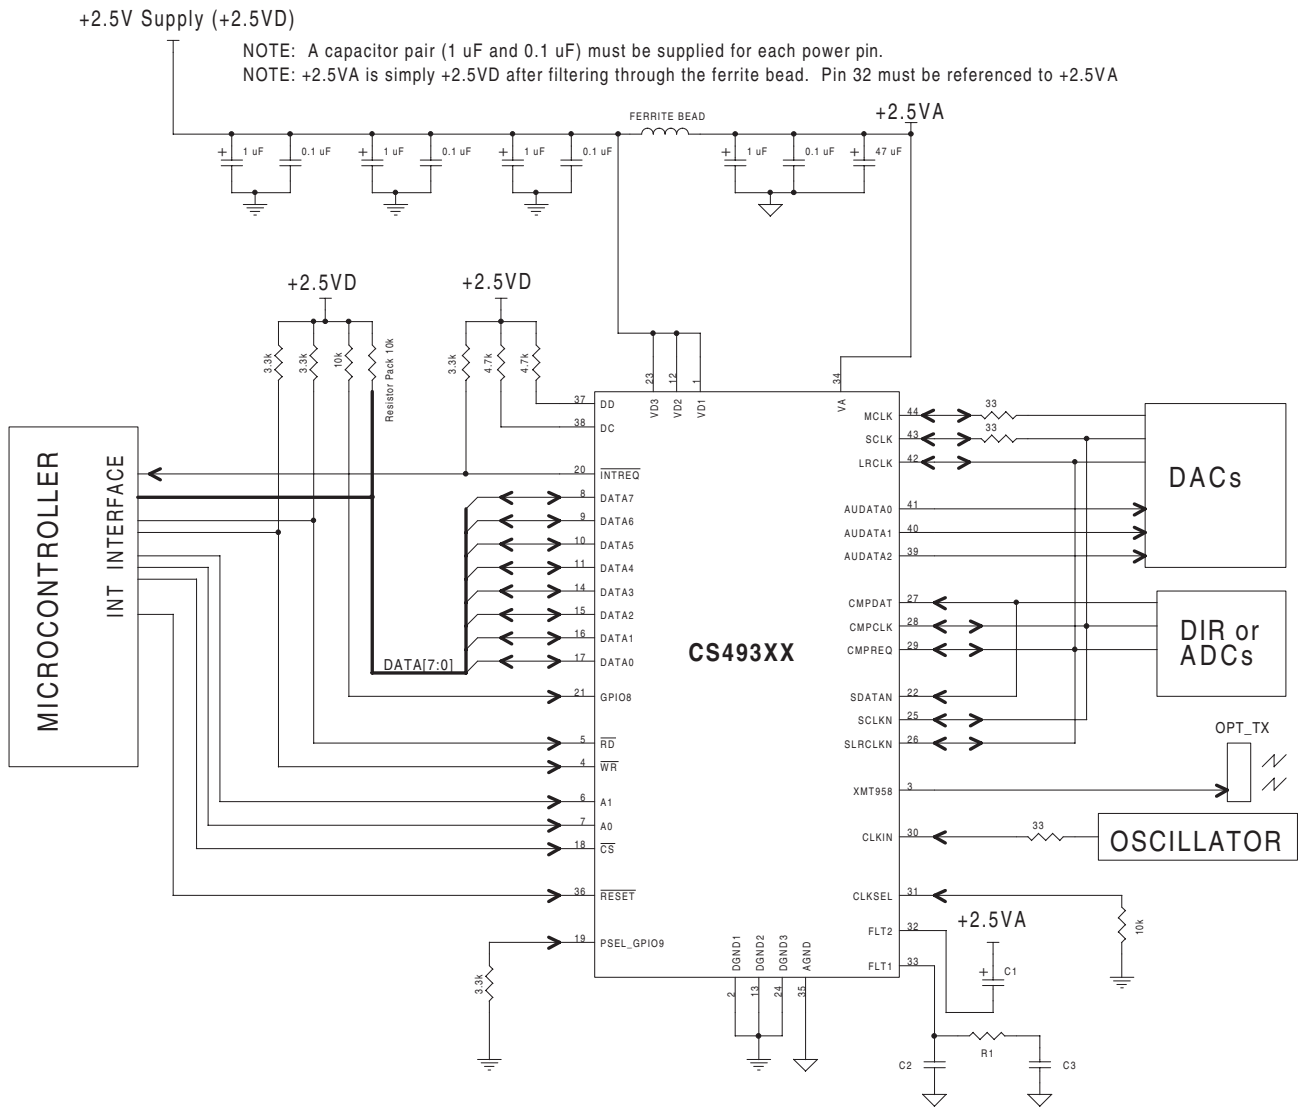 +2.5V Supply (+2.5VD)
NOTE: A capacitor pair (1 uF and 0.1 uF) must be supplied for each power pin.
NOTE: +2.5VA is simply +2.5VD after filtering through the ferrite bead. Pin 32 must be referenced to +2.5VA
FERRITE BEAD
+2.5VA
+ 1 uF 0.1 uF + 1 uF 0.1 uF + 1 uF 0.1 uF + 1 uF 0.1 uF + 47 uF
+2.5VD +2.5VD
3.3k 3.3k 10k Resistor Pack 10k 3.3k 4.7k 4.7k
23 12 1 34
VD3 VD2 VD1 VA
MICROCONTROLLER
INT INTERFACE
37 DD
38 DC
20 INTREQ
8 DATA7
9 DATA6
10 DATA5
11 DATA4
14 DATA3
15 DATA2
16 DATA1
17 DATA0
DATA[7:0]
21 GPIO8
5 RD
4 WR
6 A1
7 A0
18 CS
36 RESET
19 PSEL_GPIO9
3.3k
CS493XX
MCLK 44 33
SCLK 43 33
LRCLK 42
AUDATA0 41
AUDATA1 40
AUDATA2 39
DACs
CMPDAT 27
CMPCLK 28
CMPREQ 29
DIR or
ADCs
SDATAN 22
SCLKN 25
SLRCLKN 26
OPT_TX
XMT958 3
CLKIN 30 33
OSCILLATOR
CLKSEL 31
10k
FLT2 32
+2.5VA
+ C1
FLT1 33
DGND1 DGND2 DGND3 AGND
2 13 24 35
R1
C2 C3